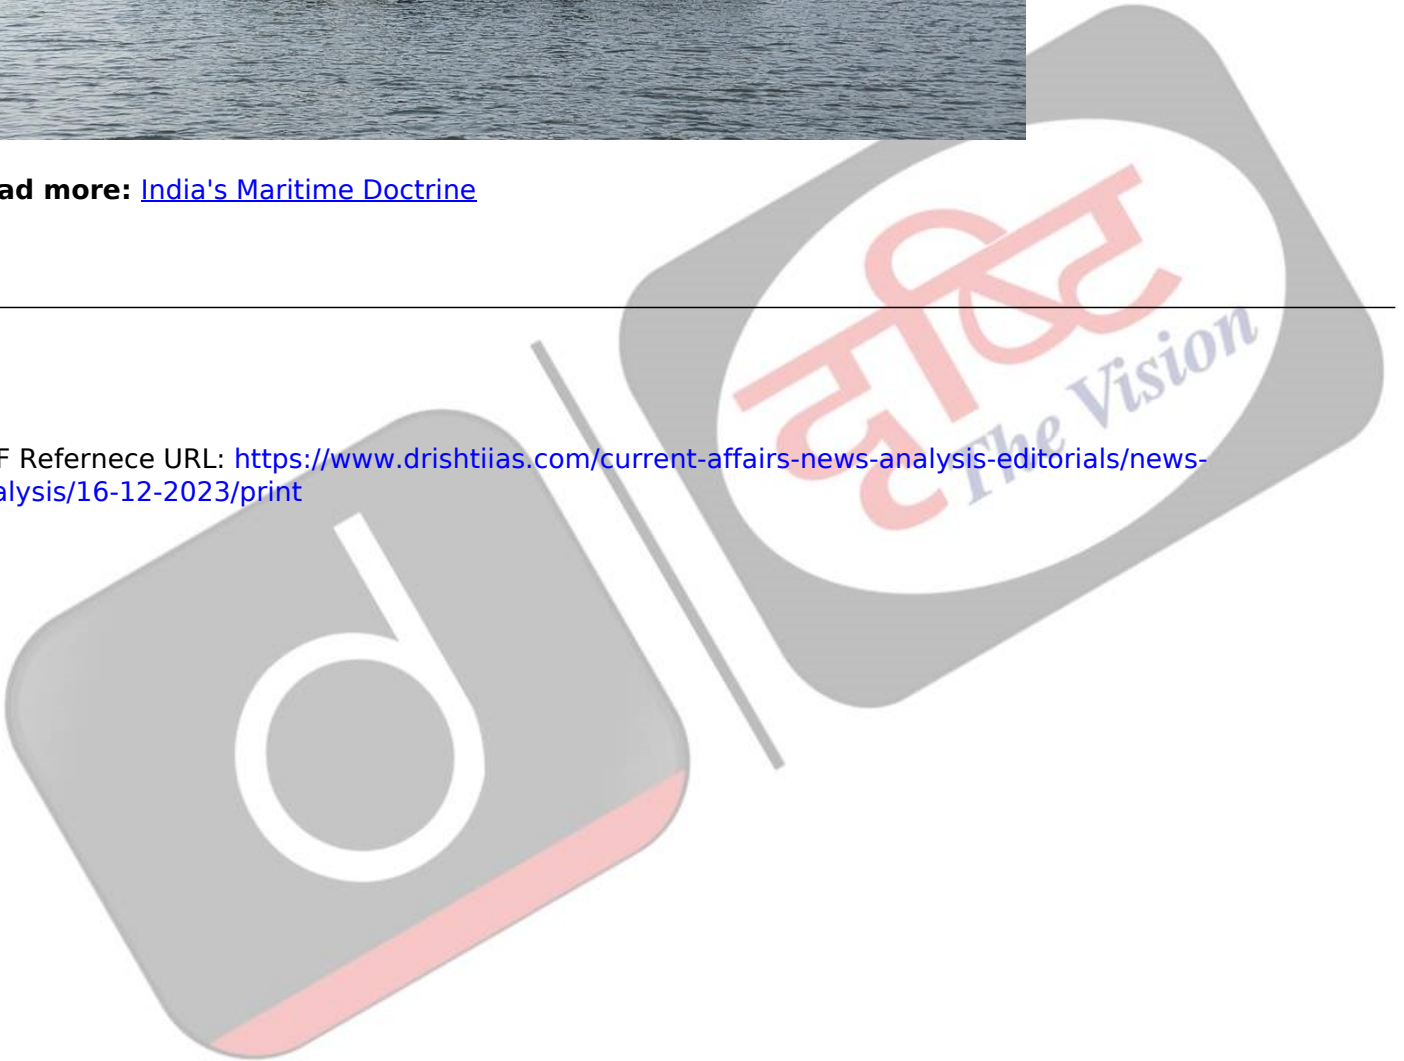 ad more: India's Maritime Doctrine
दृष्टि
The Vision
F Refernece URL: https://www.drishtiias.com/current-affairs-news-analysis-editorials/news-
alysis/16-12-2023/print
d